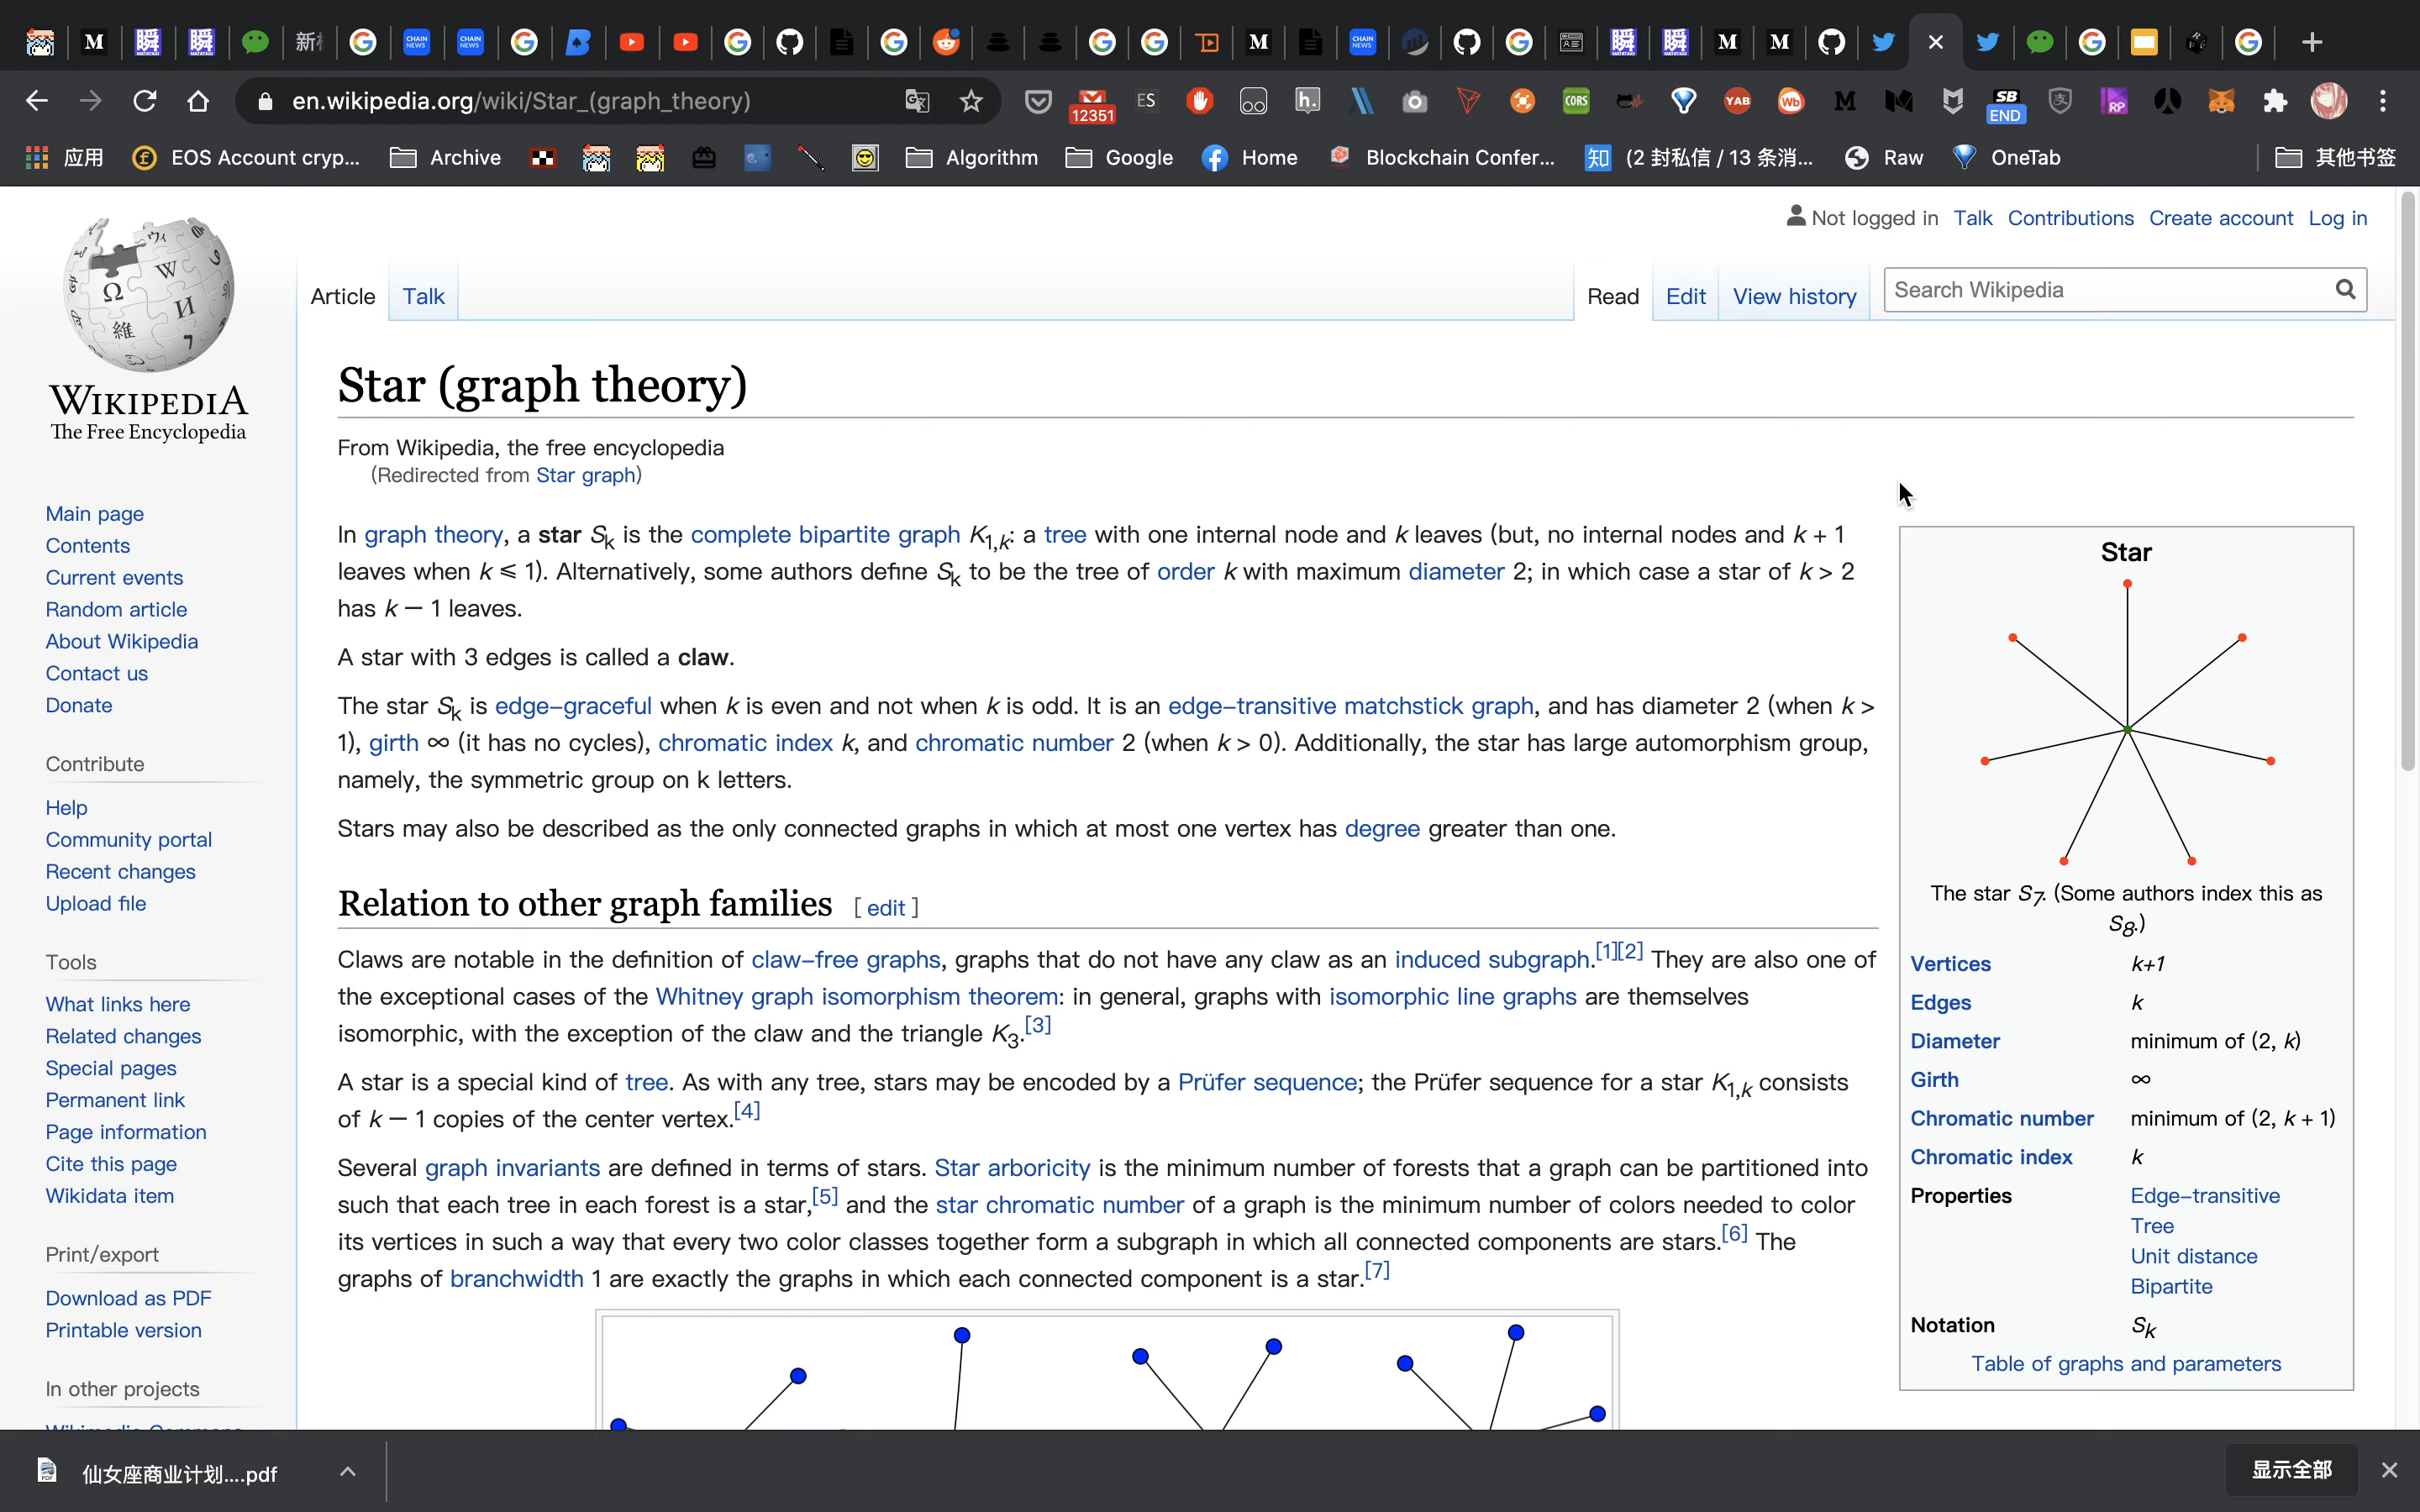 en.wikipedia.org/wiki/Star_(graph_theory)
12351
ES
CORS
YAB
Wb
SB
END
RP
应用
EOS Account cryp...
Archive
Algorithm
Google
Home
Blockchain Confer...
(2 封私信 / 13 条消...
Raw
OneTab
其他书签
Not logged in Talk Contributions Create account Log in
Article Talk
Read Edit View history
Search Wikipedia
WIKIPEDIA
The Free Encyclopedia
Main page
Contents
Current events
Random article
About Wikipedia
Contact us
Donate
Contribute
Help
Community portal
Recent changes
Upload file
Tools
What links here
Related changes
Special pages
Permanent link
Page information
Cite this page
Wikidata item
Print/export
Download as PDF
Printable version
In other projects
Star (graph theory)
From Wikipedia, the free encyclopedia
(Redirected from Star graph)
In graph theory, a star Sk is the complete bipartite graph K1,k: a tree with one internal node and k leaves (but, no internal nodes and k + 1
leaves when k ≤ 1). Alternatively, some authors define Sk to be the tree of order k with maximum diameter 2; in which case a star of k > 2
has k − 1 leaves.
A star with 3 edges is called a claw.
The star Sk is edge-graceful when k is even and not when k is odd. It is an edge-transitive matchstick graph, and has diameter 2 (when k >
1), girth ∞ (it has no cycles), chromatic index k, and chromatic number 2 (when k > 0). Additionally, the star has large automorphism group,
namely, the symmetric group on k letters.
Stars may also be described as the only connected graphs in which at most one vertex has degree greater than one.
Relation to other graph families [ edit ]
Claws are notable in the definition of claw-free graphs, graphs that do not have any claw as an induced subgraph.[1][2] They are also one of
the exceptional cases of the Whitney graph isomorphism theorem: in general, graphs with isomorphic line graphs are themselves
isomorphic, with the exception of the claw and the triangle K3.[3]
A star is a special kind of tree. As with any tree, stars may be encoded by a Prüfer sequence; the Prüfer sequence for a star K1,k consists
of k − 1 copies of the center vertex.[4]
Several graph invariants are defined in terms of stars. Star arboricity is the minimum number of forests that a graph can be partitioned into
such that each tree in each forest is a star,[5] and the star chromatic number of a graph is the minimum number of colors needed to color
its vertices in such a way that every two color classes together form a subgraph in which all connected components are stars.[6] The
graphs of branchwidth 1 are exactly the graphs in which each connected component is a star.[7]
Star
The star S7. (Some authors index this as
S8.)
Vertices k+1
Edges k
Diameter minimum of (2, k)
Girth ∞
Chromatic number minimum of (2, k + 1)
Chromatic index k
Properties Edge-transitive
Tree
Unit distance
Bipartite
Notation Sk
Table of graphs and parameters
仙女座商业计划....pdf
显示全部